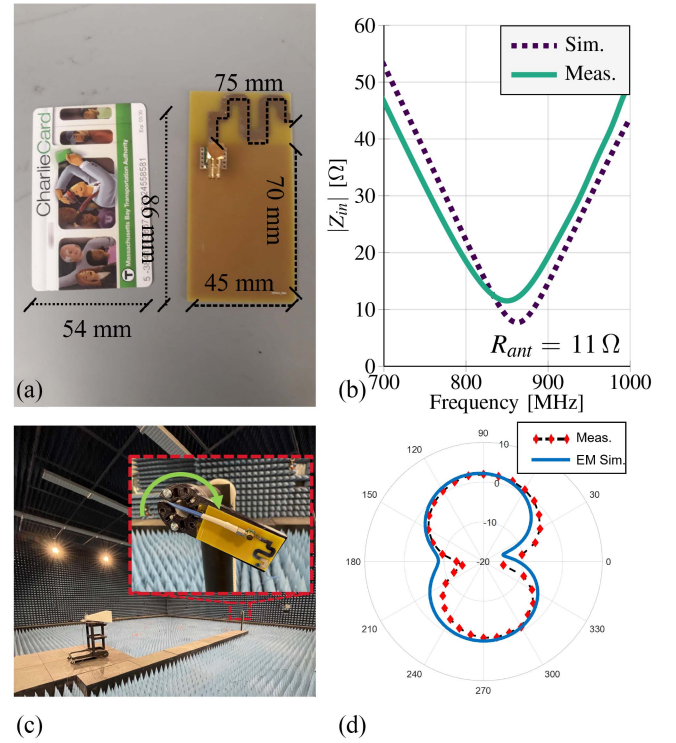 75 mm
CharlieCard
Massachusetts Bay Transportation Authority
T
86 mm
70 mm
45 mm
54 mm
(a)
60
50
40
30
20
10
0
|Z_in| [Ω]
Sim.
Meas.
R_ant = 11 Ω
700
800
900
1000
Frequency [MHz]
(b)
(c)
Meas.
EM Sim.
90
120
150
180
210
240
270
300
330
0
30
10
0
-10
-20
(d)